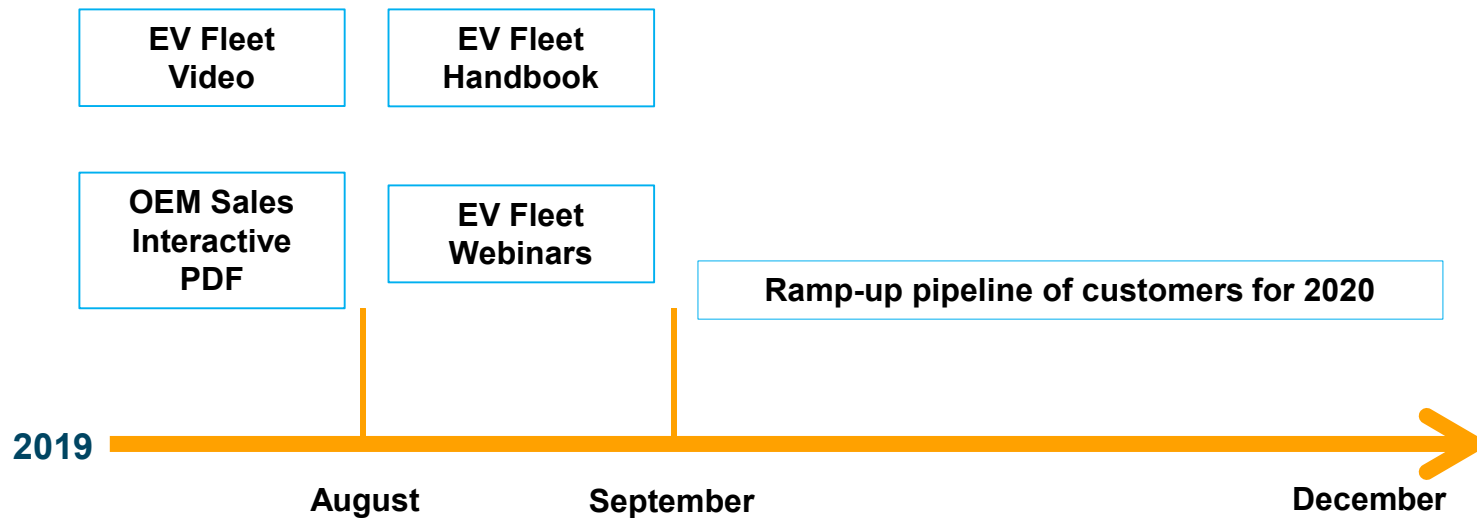 EV Fleet
Video
EV Fleet
Handbook
OEM Sales
Interactive
PDF
EV Fleet
Webinars
Ramp-up pipeline of customers for 2020
2019
August
September
December